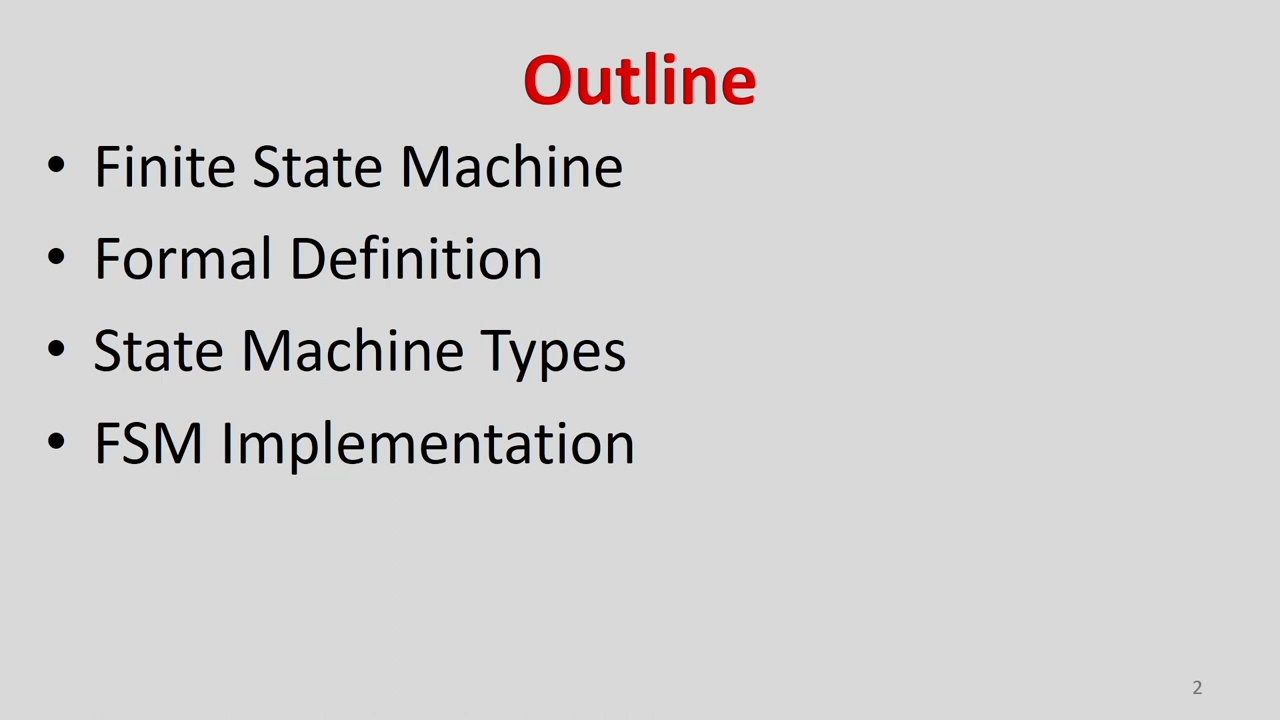 Outline
• Finite State Machine
• Formal Definition
• State Machine Types
• FSM Implementation
2